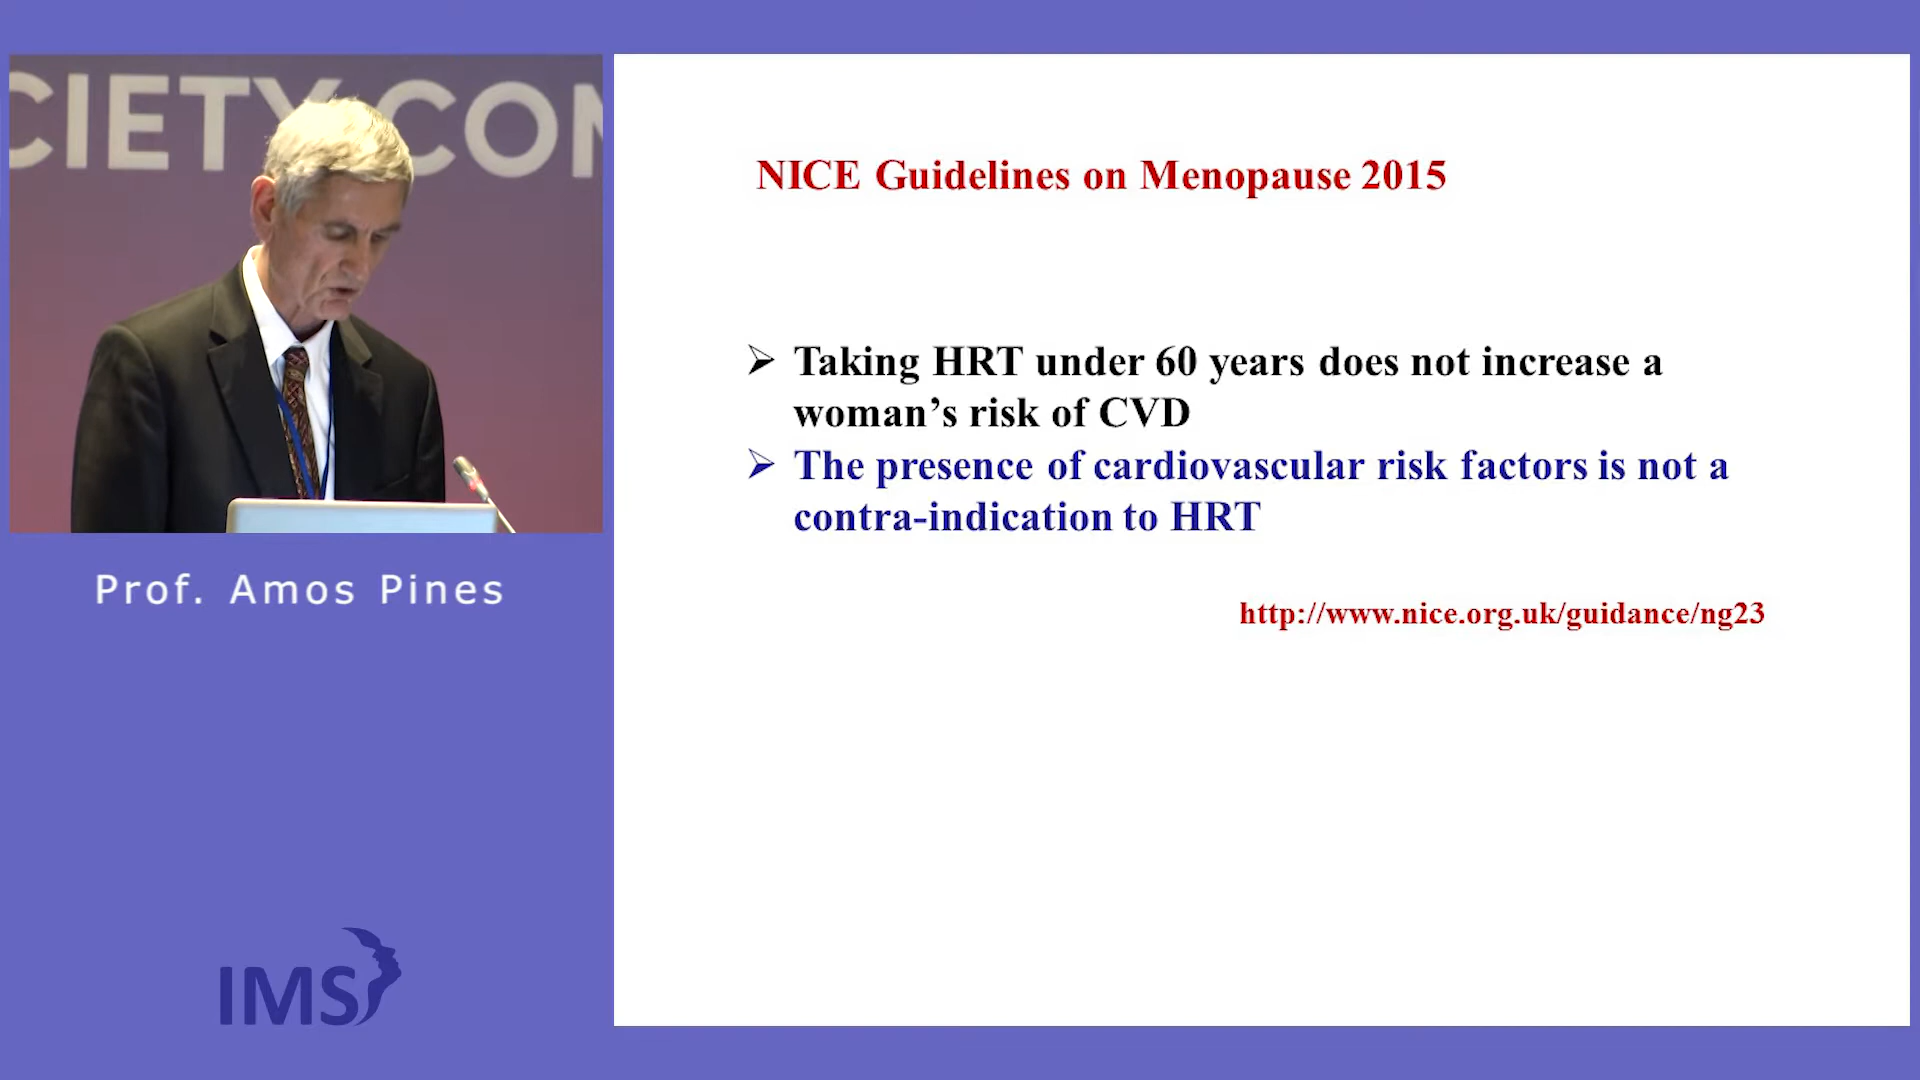 CIETY COM
NICE Guidelines on Menopause 2015
➢ Taking HRT under 60 years does not increase a
woman’s risk of CVD
➢ The presence of cardiovascular risk factors is not a
contra-indication to HRT
http://www.nice.org.uk/guidance/ng23
Prof. Amos Pines
IMS